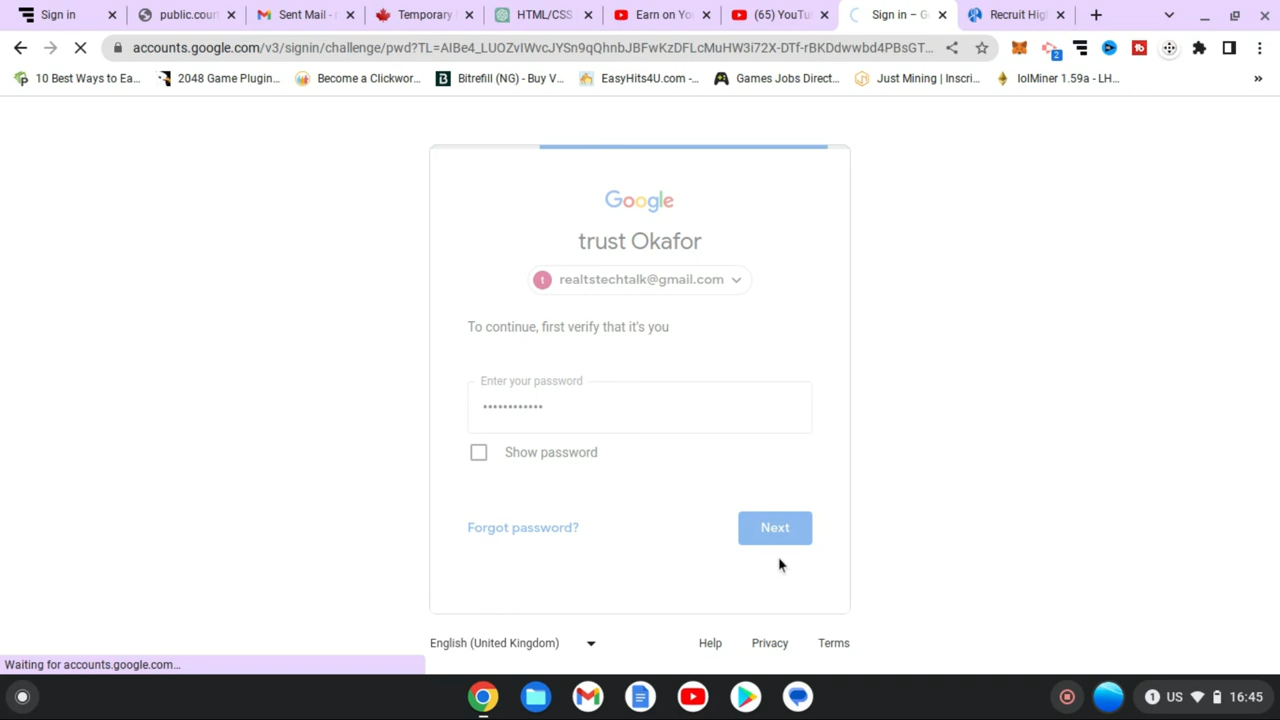 Sign in
public.cour
Sent Mail -
Temporary
HTML/CSS
Earn on Yo
(65) YouTu
Sign in – G
Recruit Hig
accounts.google.com/v3/signin/challenge/pwd?TL=AIBe4_LUOZvIWvcJYSn9qQhnbJBFwKzDFLcMuHW3i72X-DTf-rBKDdwwbd4PBsGT...
2
10 Best Ways to Ea...
2048 Game Plugin...
Become a Clickwor...
Bitrefill (NG) - Buy V...
EasyHits4U.com -...
Games Jobs Direct...
Just Mining | Inscri...
lolMiner 1.59a - LH...
»
Google
trust Okafor
t realtstechtalk@gmail.com
To continue, first verify that it's you
Enter your password
••••••••••••
Show password
Forgot password?
Next
English (United Kingdom)
Help
Privacy
Terms
Waiting for accounts.google.com...
1 US 16:45